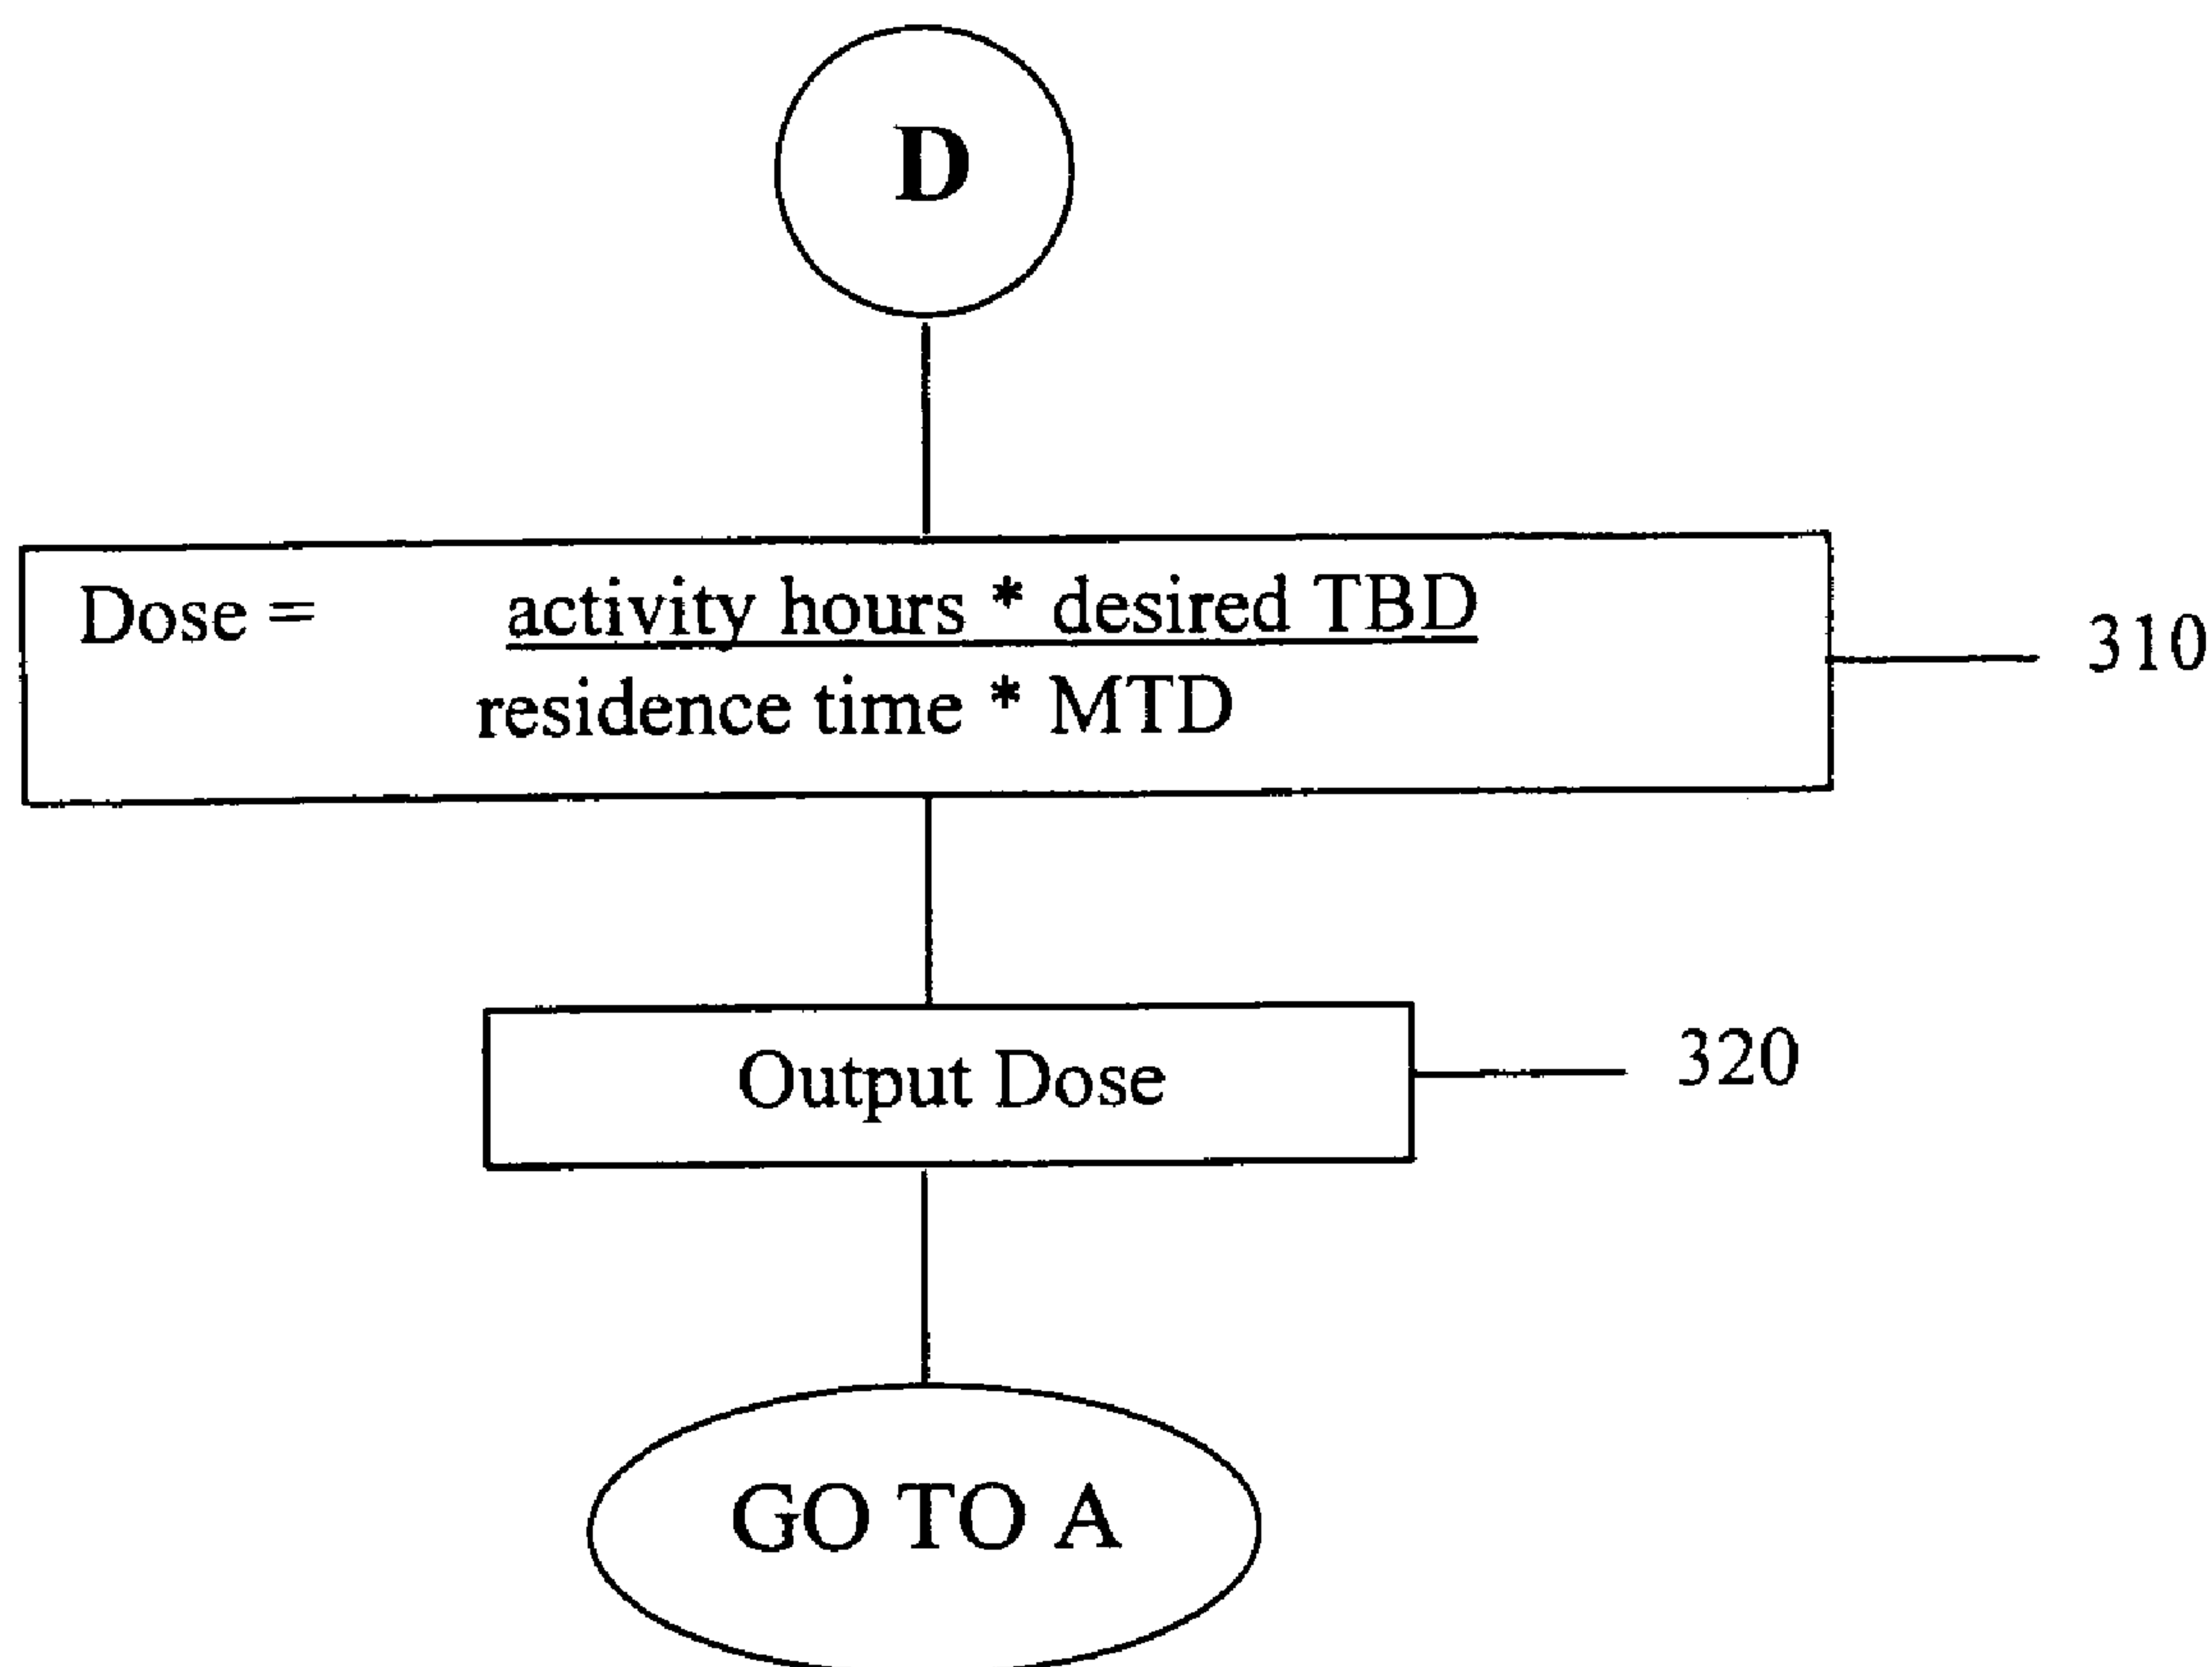 D
Dose = activity hours * desired TBD
residence time * MTD
310
Output Dose
320
GO TO A